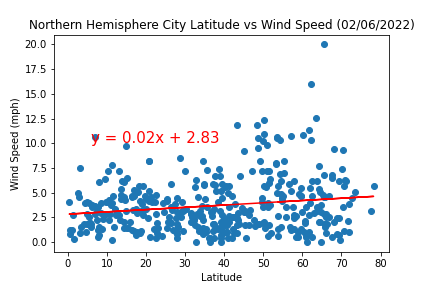 Northern Hemisphere City Latitude vs Wind Speed (02/06/2022)
20.0
17.5
15.0
12.5
10.0
7.5
5.0
2.5
0.0
Wind Speed (mph)
y = 0.02x + 2.83
0 10 20 30 40 50 60 70 80
Latitude